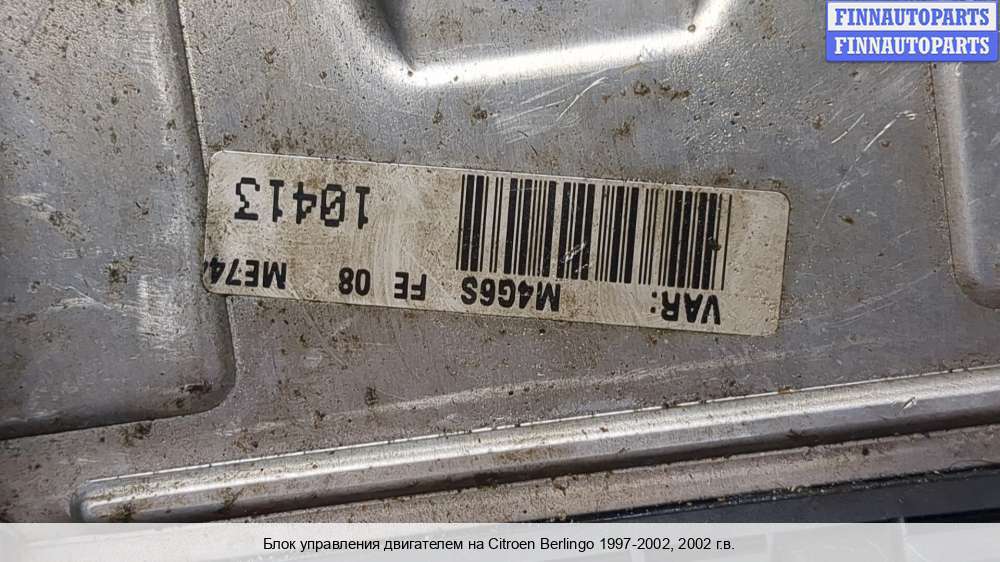 FINNAUTOPARTS
FINNAUTOPARTS
VAR: M4G6S FE 08 ME74
10413
Блок управления двигателем на Citroen Berlingo 1997-2002, 2002 г.в.